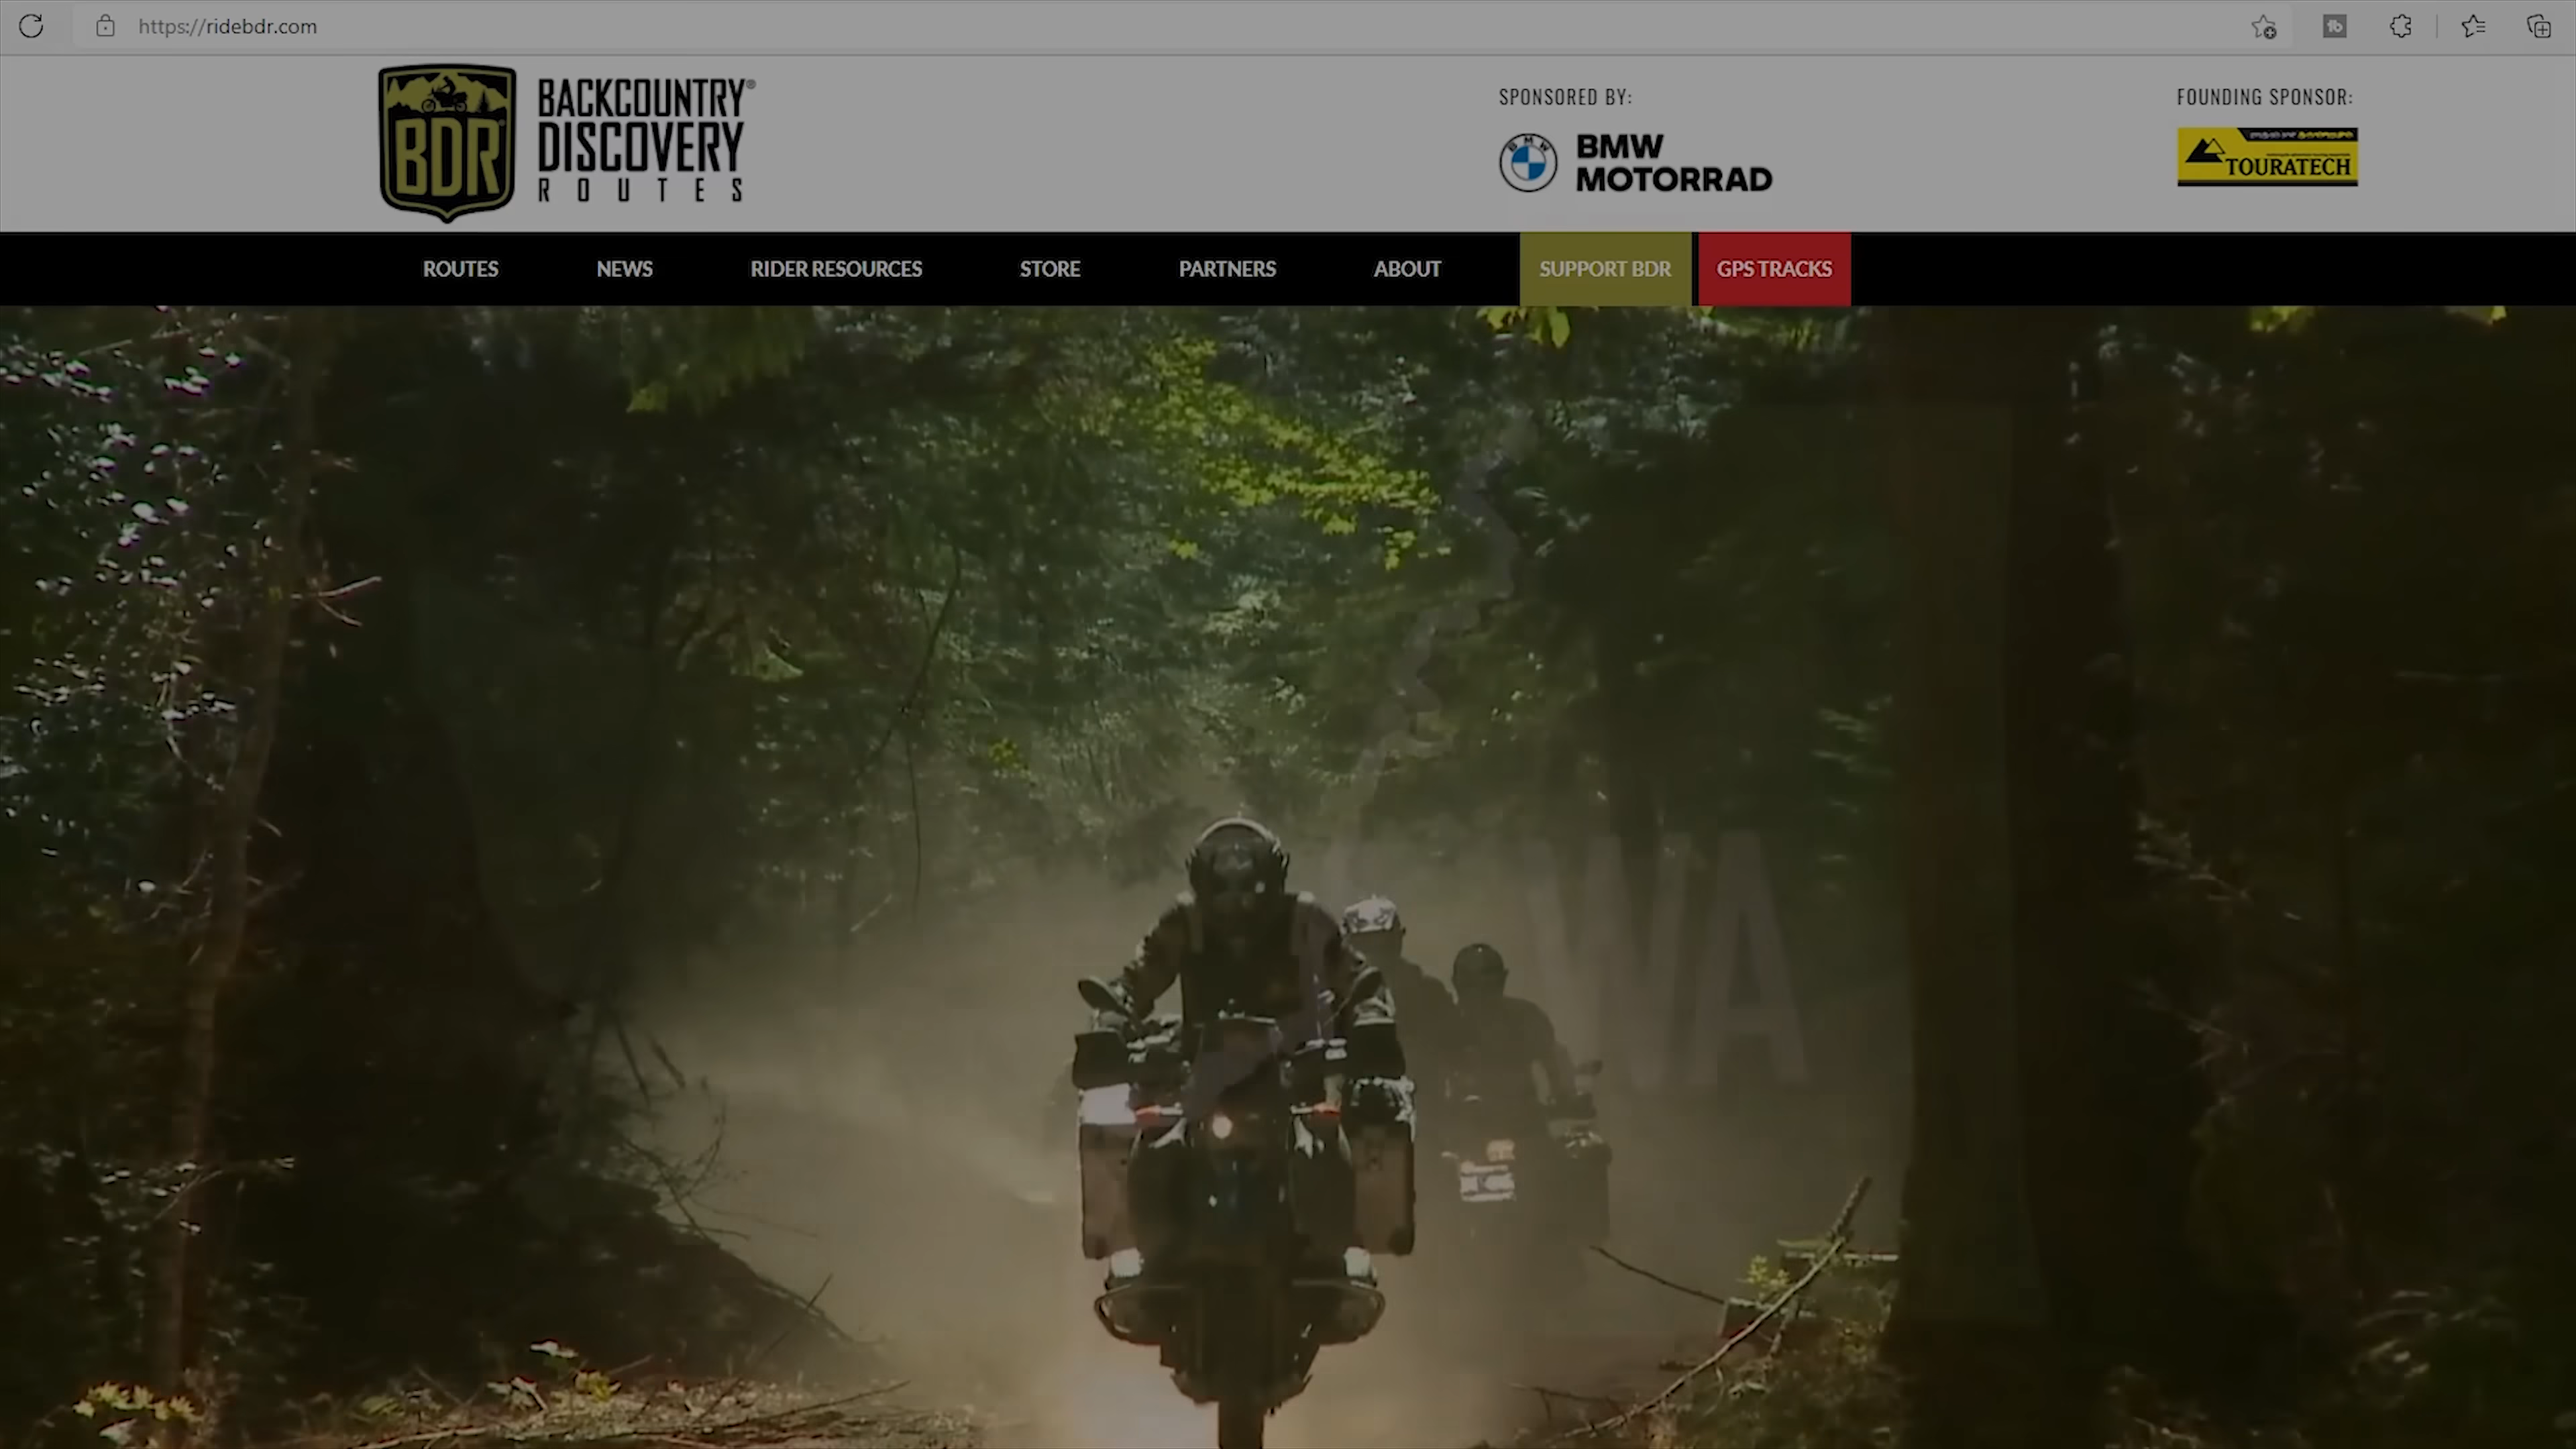 https://ridebdr.com
BDR
BACKCOUNTRY®
DISCOVERY
ROUTES
SPONSORED BY:
BMW
BMW
MOTORRAD
FOUNDING SPONSOR:
TOURATECH
ROUTES
NEWS
RIDER RESOURCES
STORE
PARTNERS
ABOUT
SUPPORT BDR
GPS TRACKS
WA